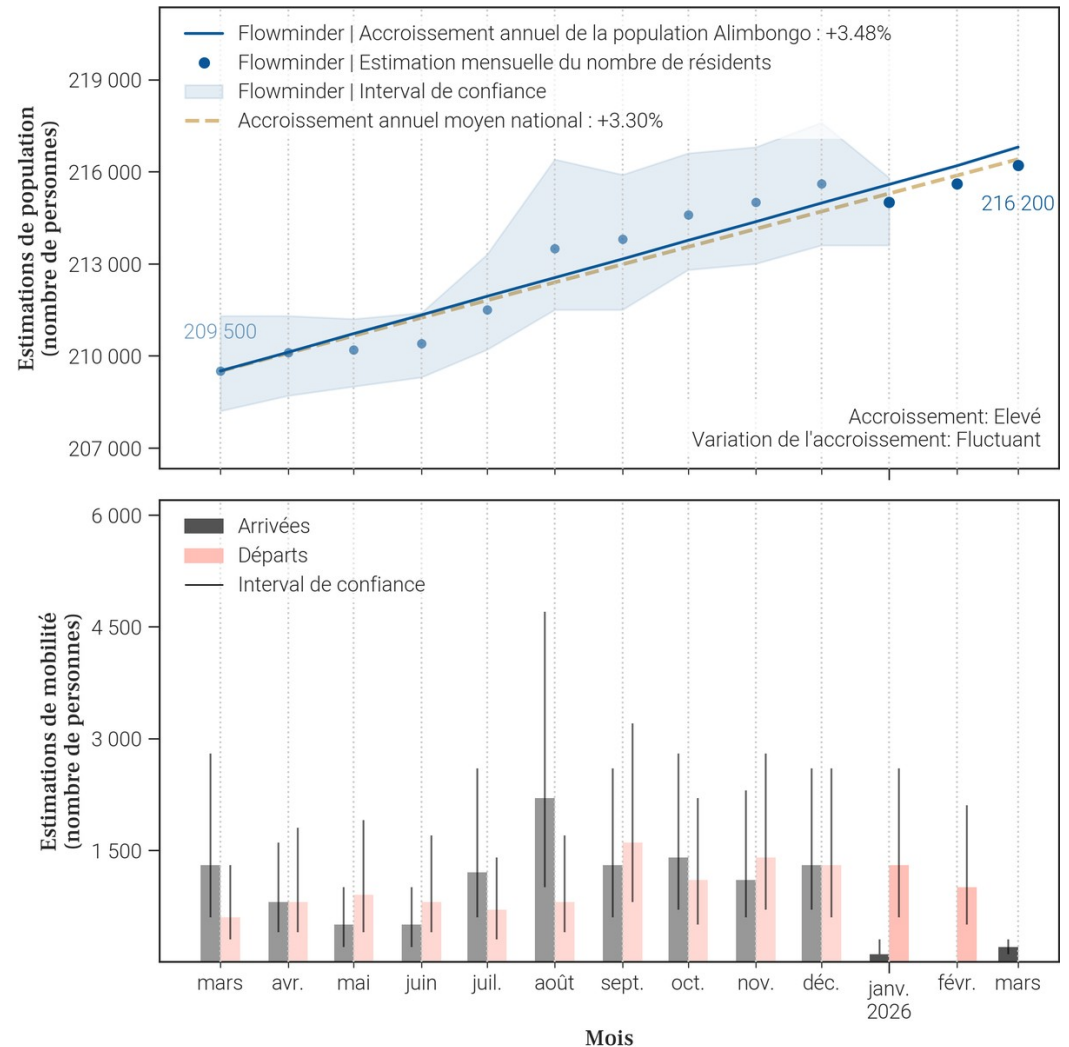 Flowminder | Accroissement annuel de la population Alimbongo : +3.48%
Flowminder | Estimation mensuelle du nombre de résidents
Flowminder | Interval de confiance
Accroissement annuel moyen national : +3.30%
Estimations de population
(nombre de personnes)
219 000
216 000
213 000
210 000
207 000
209 500
216 200
Accroissement: Elevé
Variation de l'accroissement: Fluctuant
Arrivées
Départs
Interval de confiance
Estimations de mobilité
(nombre de personnes)
6 000
4 500
3 000
1 500
mars avr. mai juin juil. août sept. oct. nov. déc. janv. févr. mars
2026
Mois